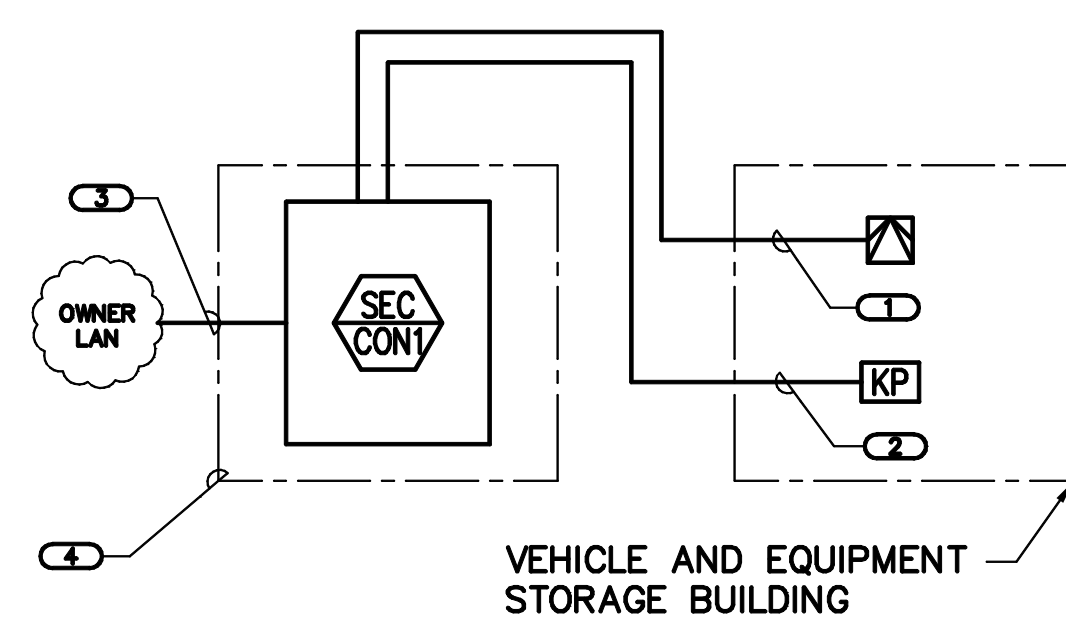 3
OWNER
LAN
SEC
CON1
1
KP
2
4
VEHICLE AND EQUIPMENT
STORAGE BUILDING